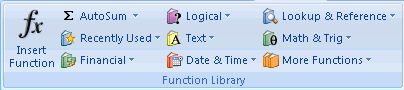 fx
Insert
Function
Σ AutoSum
Recently Used
Financial
Logical
Text
Date & Time
Lookup & Reference
Math & Trig
More Functions
Function Library